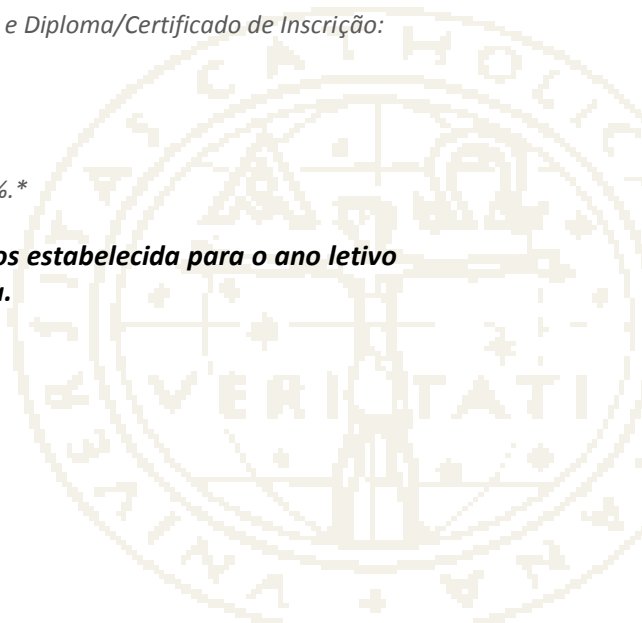 e Diploma/Certificado de Inscrição:
%.*
os estabelecida para o ano letivo
VERITATI